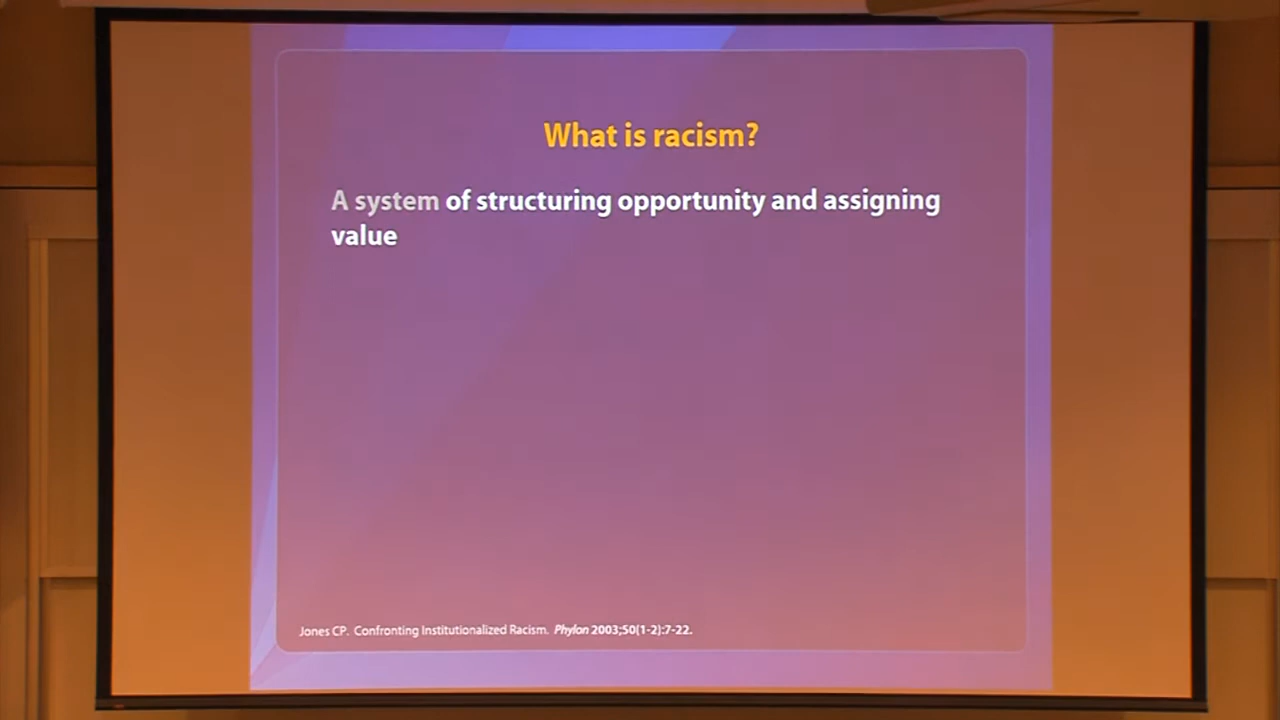 What is racism?
A system of structuring opportunity and assigning
value
Jones CP. Confronting Institutionalized Racism. Phylon 2003;50(1-2):7-22.